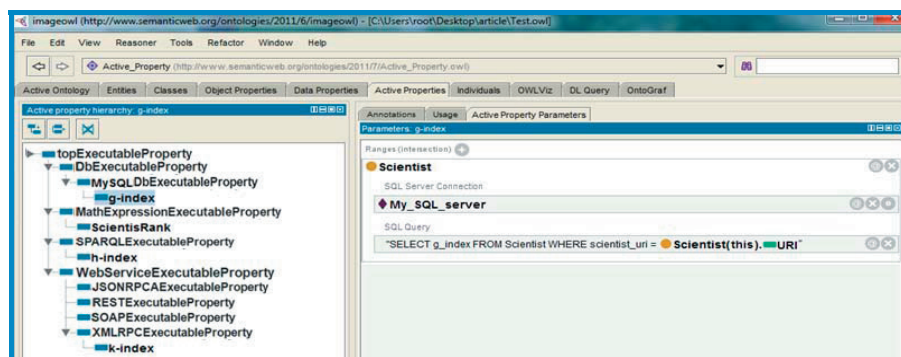 imageowl (http://www.semanticweb.org/ontologies/2011/6/imageowl) - [C:\Users\root\Desktop\article\Test.owl]
File Edit View Reasoner Tools Refactor Window Help
Active_Property (http://www.semanticweb.org/ontologies/2011/7/Active_Property.owl)
Active Ontology Entities Classes Object Properties Data Properties Active Properties Individuals OWLViz DL Query OntoGraf
Active property hierarchy: g-index
topExecutableProperty
DbExecutableProperty
MySQLDbExecutableProperty
g-index
MathExpressionExecutableProperty
ScientisRank
SPARQLExecutableProperty
h-index
WebServiceExecutableProperty
JSONRPCAExecutableProperty
RESTExecutableProperty
SOAPExecutableProperty
XMLRPCExecutableProperty
k-index
Annotations Usage Active Property Parameters
Parameters: g-index
Ranges (intersection)
Scientist
SQL Server Connection
My_SQL_server
SQL Query
"SELECT g_index FROM Scientist WHERE scientist_uri = Scientist(this).URI"